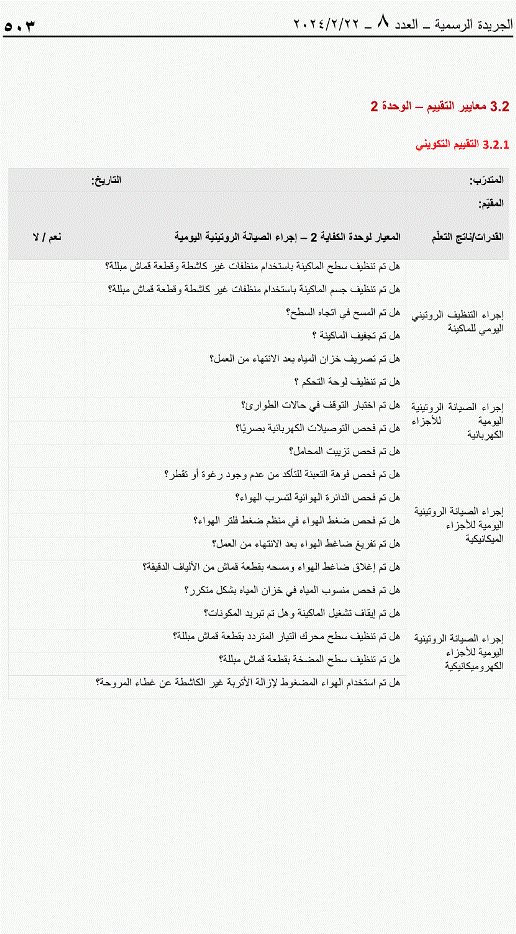 الجريدة الرسمية – العدد ٨ – ٢٠٢٤/٢/٢٢ ٥٠٣
3.2 معايير التقييم – الوحدة 2
3.2.1 التقييم التكويني
المتدرّب: التاريخ:
المقيّم:
القدرات/ناتج التعلّم المعيار لوحدة الكفاية 2 – إجراء الصيانة الروتينية اليومية نعم / لا
هل تم تنظيف سطح الماكينة باستخدام منظفات غير كاشطة وقطعة قماش مبللة؟
هل تم تنظيف جسم الماكينة باستخدام منظفات غير كاشطة وقطعة قماش مبللة؟
إجراء التنظيف الروتيني
اليومي للماكينة
هل تم المسح في اتجاه السطح؟
هل تم تجفيف الماكينة ؟
هل تم تصريف خزان المياه بعد الانتهاء من العمل؟
هل تم تنظيف لوحة التحكم ؟
إجراء الصيانة الروتينية
اليومية للأجزاء
الكهربائية
هل تم اختبار التوقف في حالات الطوارئ؟
هل تم فحص التوصيلات الكهربائية بصريًا؟
هل تم فحص تزييت المحامل؟
هل تم فحص فوهة التعبئة للتأكد من عدم وجود رغوة أو تقطر؟
إجراء الصيانة الروتينية
اليومية للأجزاء
الميكانيكية
هل تم فحص الدائرة الهوائية لتسرب الهواء؟
هل تم فحص ضغط الهواء في منظم ضغط فلتر الهواء؟
هل تم تفريغ ضاغط الهواء بعد الانتهاء من العمل؟
هل تم إغلاق ضاغط الهواء ومسحه بقطعة قماش من الألياف الدقيقة؟
هل تم فحص منسوب المياه في خزان المياه بشكل متكرر؟
هل تم إيقاف تشغيل الماكينة وهل تم تبريد المكونات؟
إجراء الصيانة الروتينية
اليومية للأجزاء
الكهروميكانيكية
هل تم تنظيف سطح محرك التيار المتردد بقطعة قماش مبللة؟
هل تم تنظيف سطح المضخة بقطعة قماش مبللة؟
هل تم استخدام الهواء المضغوط لإزالة الأتربة غير الكاشطة عن غطاء المروحة؟